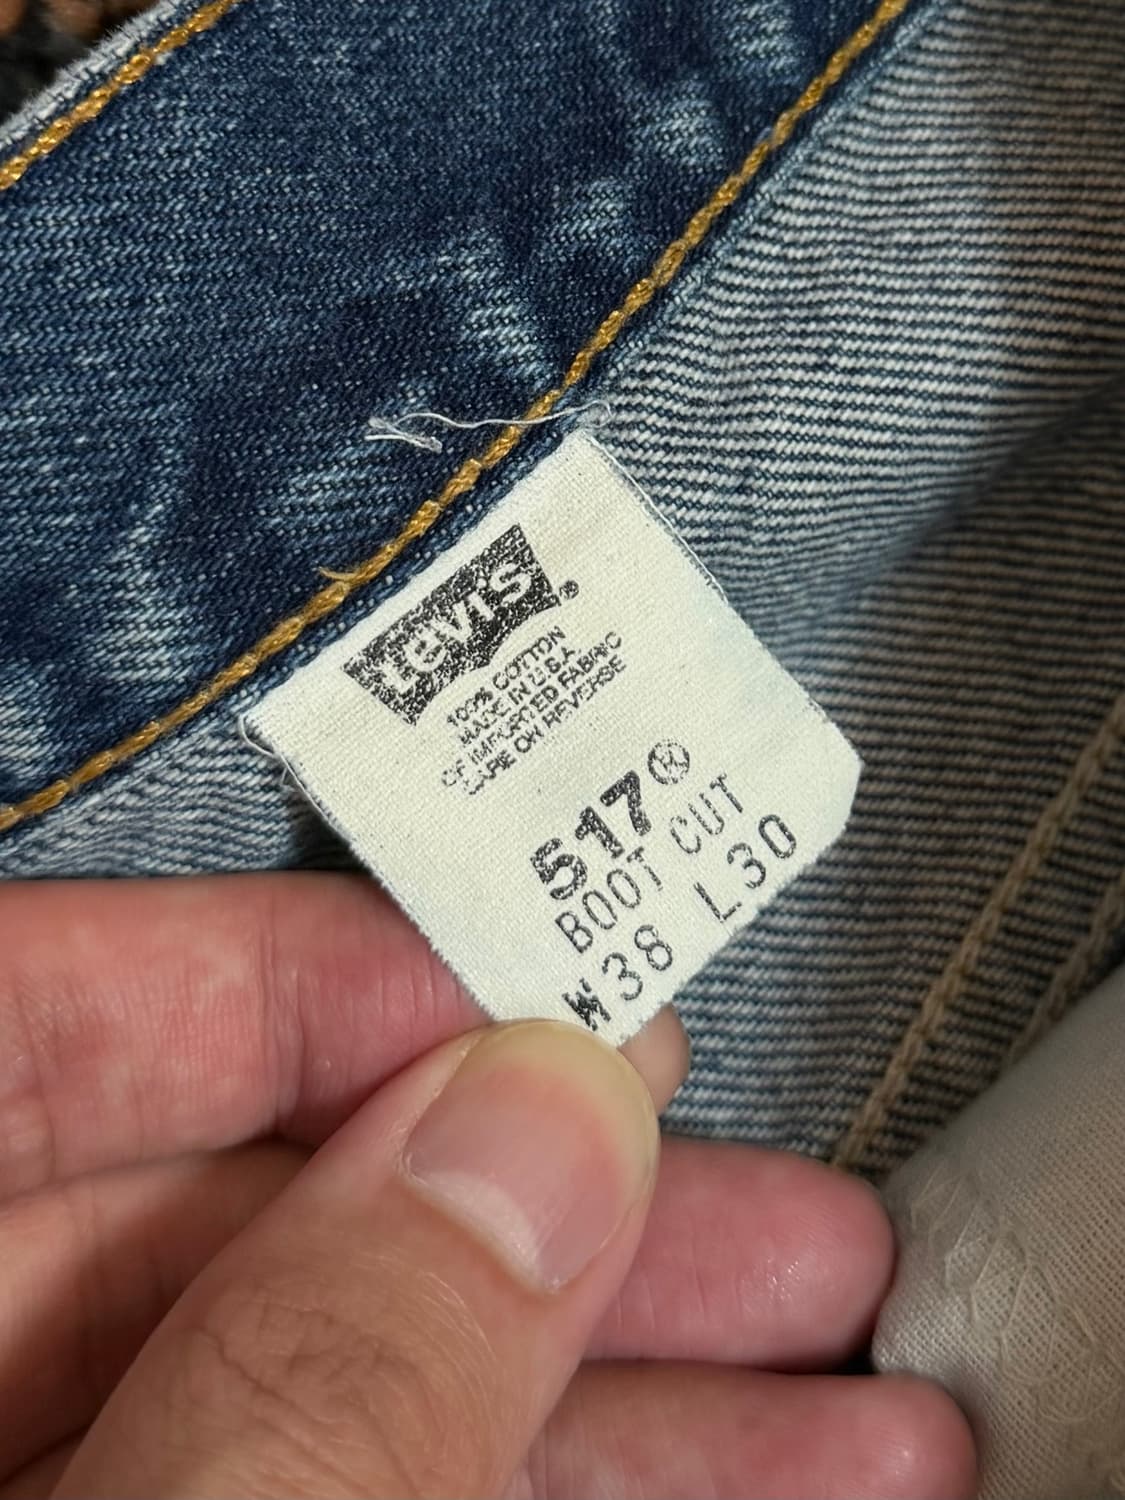 Levi's®
100% COTTON
MADE IN U.S.A.
OF IMPORTED FABRIC
CARE ON REVERSE
517®
BOOT CUT
W38 L30